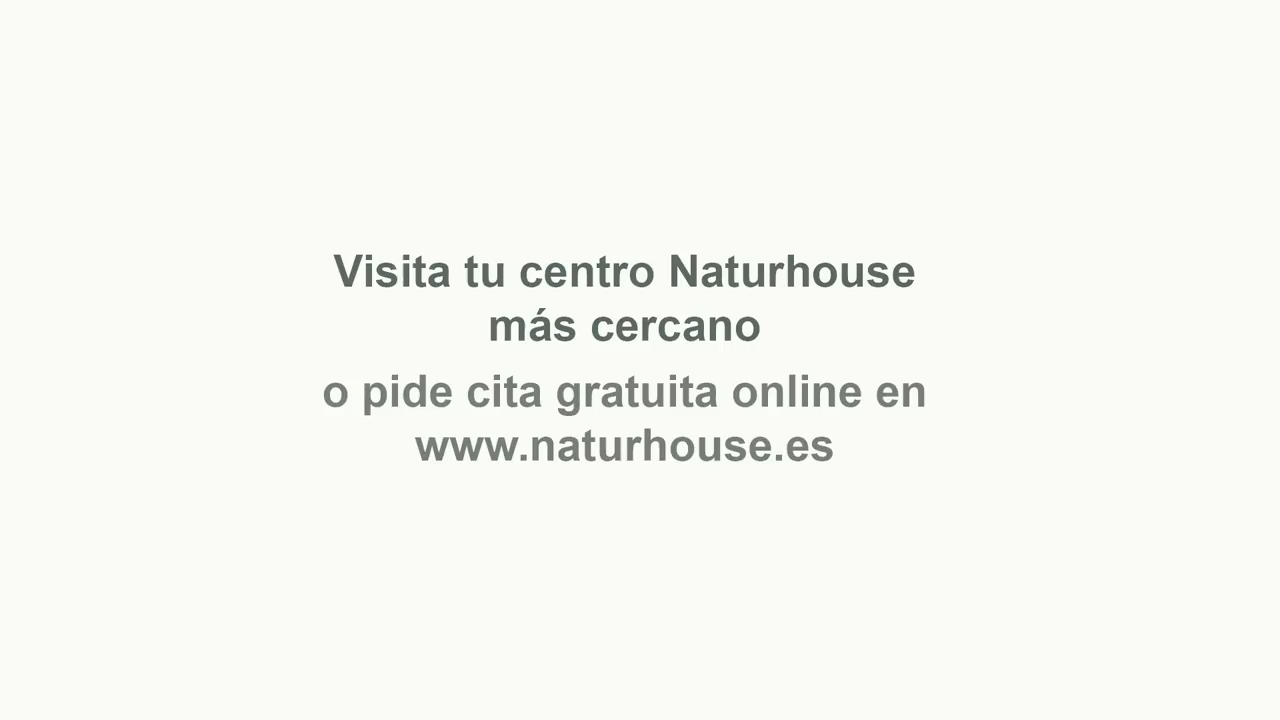 Visita tu centro Naturhouse
más cercano
o pide cita gratuita online en
www.naturhouse.es